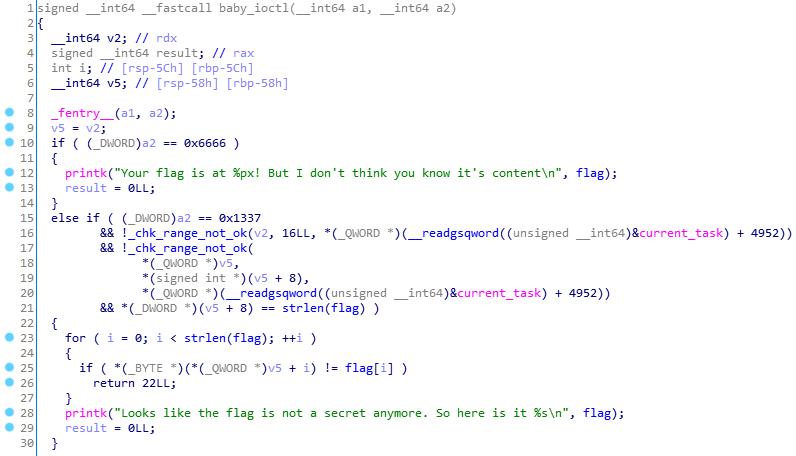 1 signed __int64 __fastcall baby_ioctl(__int64 a1, __int64 a2)
2 {
3 __int64 v2; // rdx
4 signed __int64 result; // rax
5 int i; // [rsp-5Ch] [rbp-5Ch]
6 __int64 v5; // [rsp-58h] [rbp-58h]
7
8 _fentry__(a1, a2);
9 v5 = v2;
10 if ( (_DWORD)a2 == 0x6666 )
11 {
12 printk("Your flag is at %px! But I don't think you know it's content\n", flag);
13 result = 0LL;
14 }
15 else if ( (_DWORD)a2 == 0x1337
16 && !_chk_range_not_ok(v2, 16LL, *(_QWORD *)(__readgsqword((unsigned __int64)&current_task) + 4952))
17 && !_chk_range_not_ok(
18 *(_QWORD *)v5,
19 *(signed int *)(v5 + 8),
20 *(_QWORD *)(__readgsqword((unsigned __int64)&current_task) + 4952))
21 && *(_DWORD *)(v5 + 8) == strlen(flag) )
22 {
23 for ( i = 0; i < strlen(flag); ++i )
24 {
25 if ( *(_BYTE *)(*(_QWORD *)v5 + i) != flag[i] )
26 return 22LL;
27 }
28 printk("Looks like the flag is not a secret anymore. So here is it %s\n", flag);
29 result = 0LL;
30 }